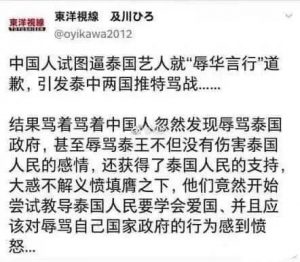 東洋視線 及川ひろ
@oyikawa2012
中国人试图逼泰国艺人就“辱华言行”道
歉，引发泰中两国推特骂战......
结果骂着骂着中国人忽然发现辱骂泰国
政府，甚至辱骂泰王不但没有伤害泰国
人民的感情，还获得了泰国人民的支持，
大惑不解义愤填膺之下，他们竟然开始
尝试教导泰国人民要学会爱国、并且应
该对辱骂自己国家政府的行为感到愤
怒...